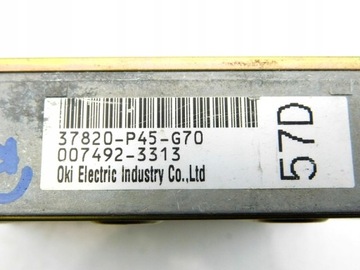 37820-P45-G70
007492-3313
Oki Electric Industry Co.,Ltd
57D